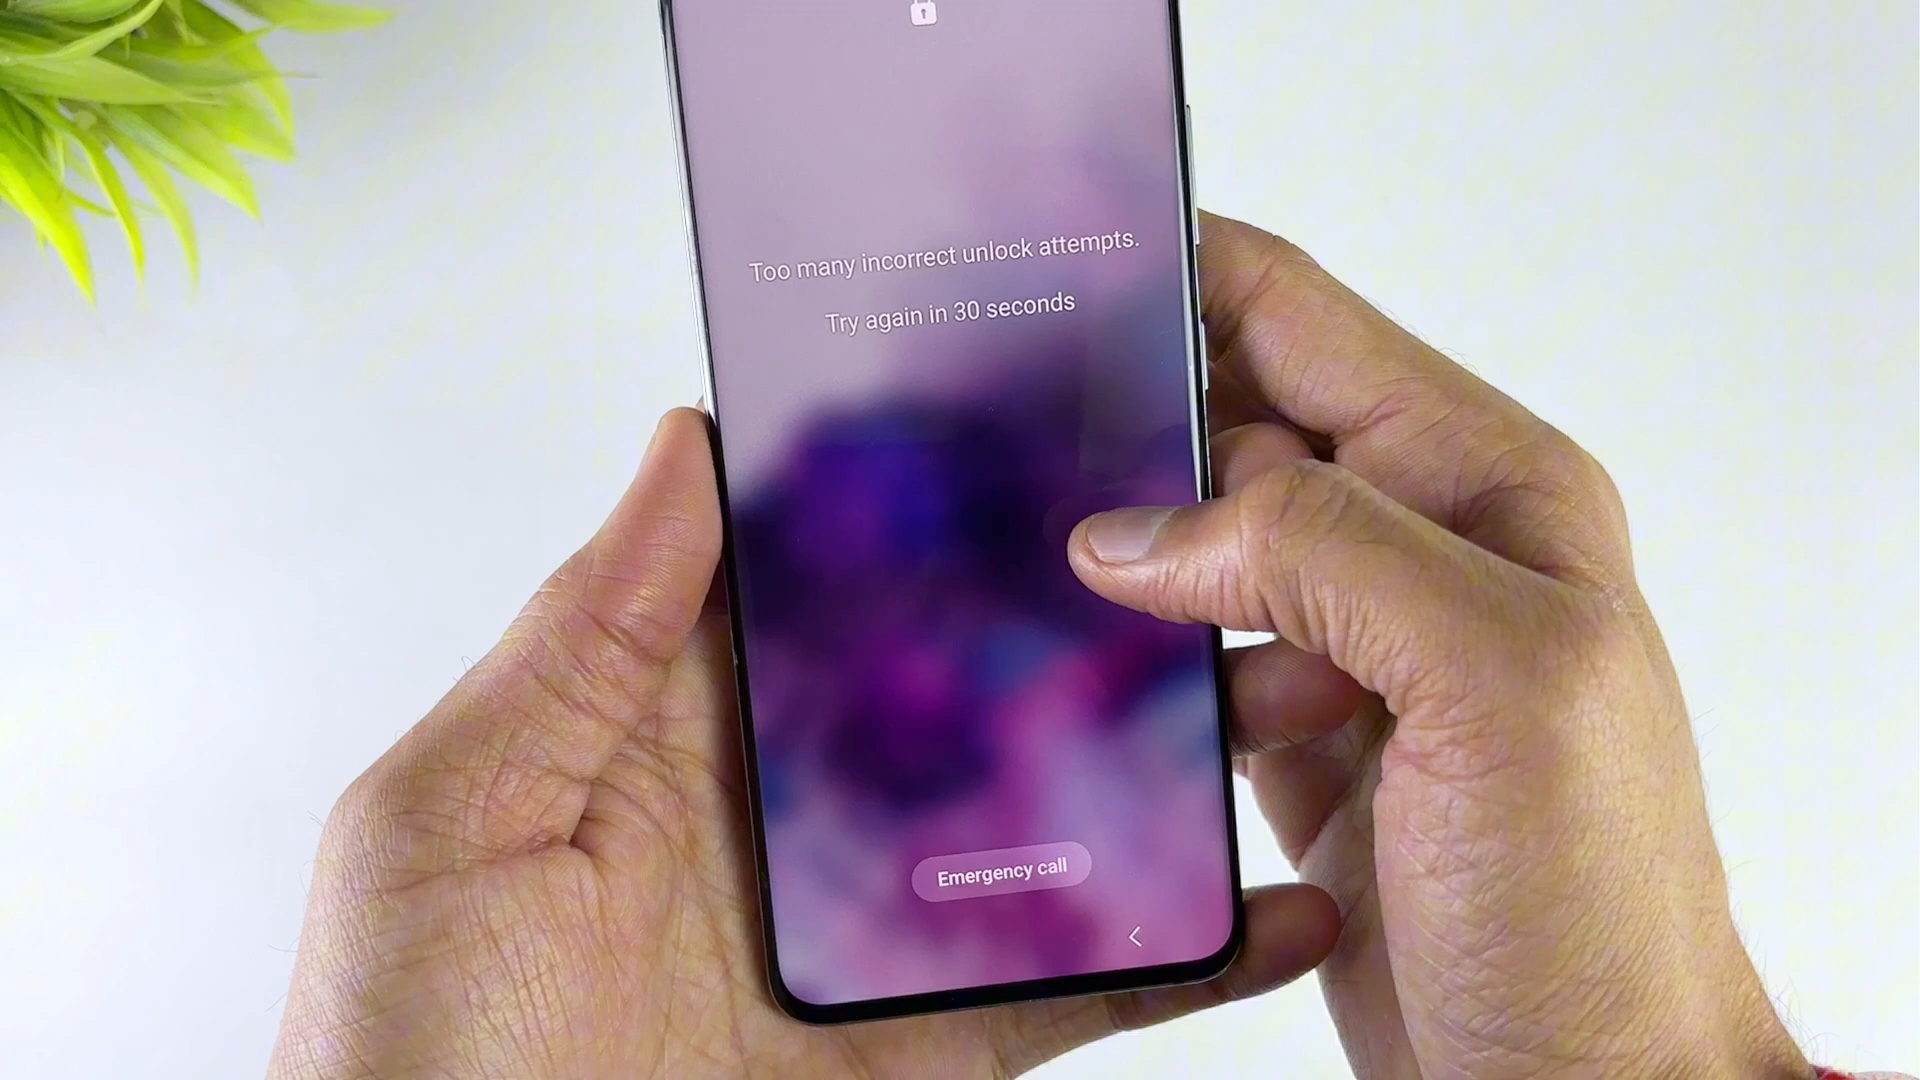 Too many incorrect unlock attempts.
Try again in 30 seconds
Emergency call